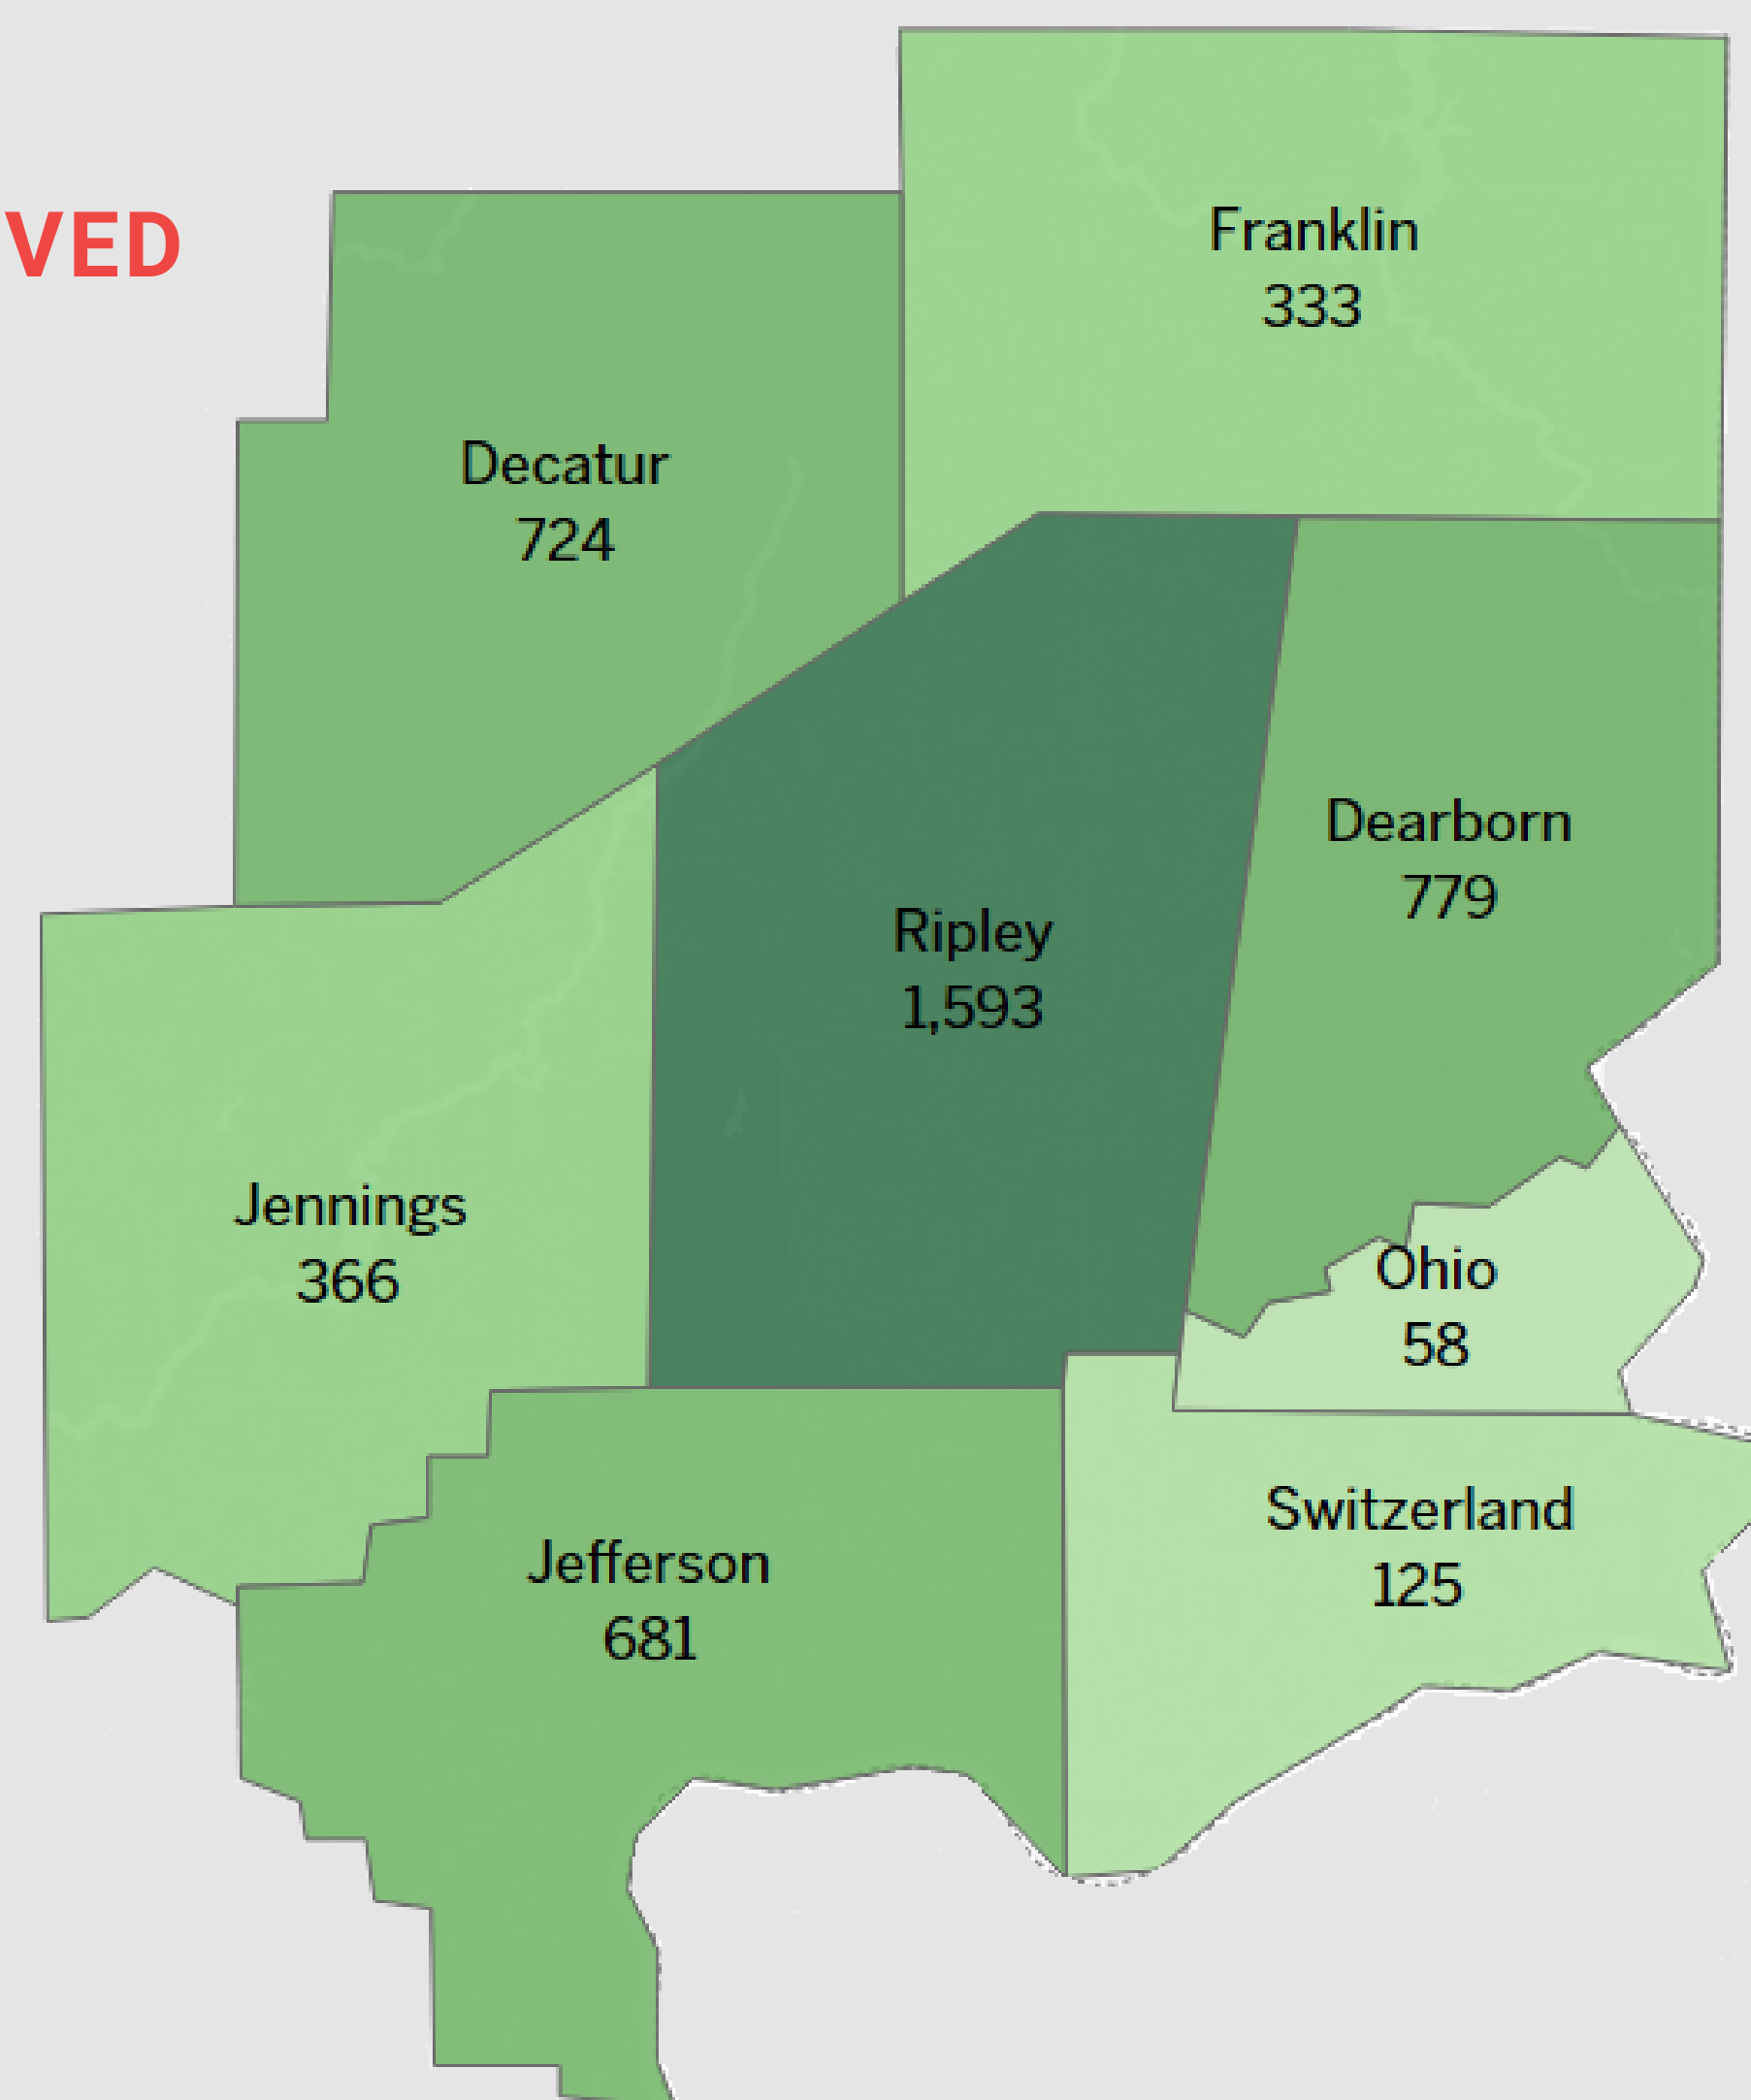 VED
Franklin
333
Decatur
724
Dearborn
779
Ripley
1,593
Jennings
366
Ohio
58
Switzerland
125
Jefferson
681